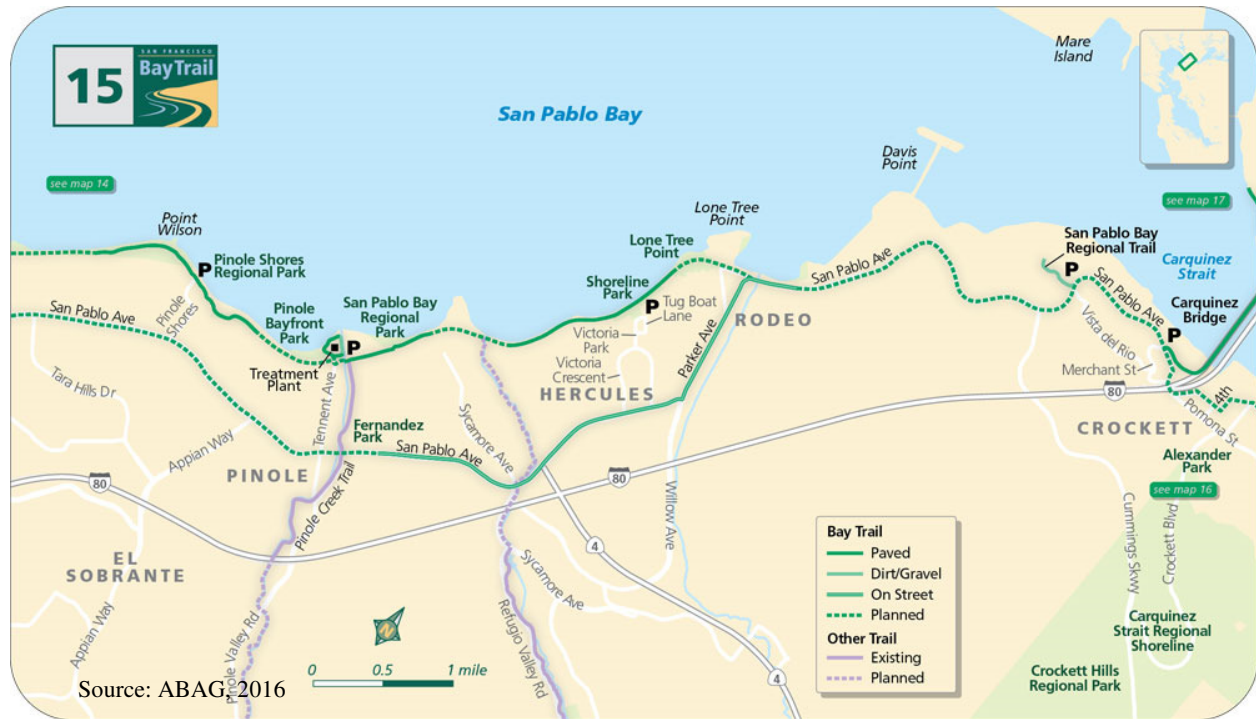 15
SAN FRANCISCO
Bay Trail
Mare
Island
San Pablo Bay
Davis
Point
see map 14
see map 17
Point
Wilson
Lone Tree
Point
San Pablo Bay
Regional Trail
P
Pinole Shores
Regional Park
Lone Tree
Point
San Pablo Ave
P
San Pablo Ave
Carquinez
Strait
Shoreline
Park
P
Tug Boat
Lane
RODEO
Carquinez
Bridge
P
San Pablo Ave
Pinole
Shores
Pinole
Bayfront
Park
San Pablo Bay
Regional
Park
P
Treatment
Plant
Victoria
Park
Victoria
Crescent
Parker Ave
Vista del Rio
Merchant St
HERCULES
80
4th
Pomona St
Tara Hills Dr
Appian Way
Tennent Ave
Fernandez
Park
San Pablo Ave
Sycamore Ave
CROCKETT
Alexander
Park
see map 16
PINOLE
80
80
Pinole Creek Trail
Willow Ave
Cummings Skwy
Crockett Blvd
EL
SOBRANTE
4
Sycamore Ave
Bay Trail
Paved
Dirt/Gravel
On Street
Planned
Other Trail
Existing
Planned
Appian Way
Pinole Valley Rd
N
Refugio Valley Rd
0 0.5 1 mile
4
Carquinez
Strait Regional
Shoreline
Crockett Hills
Regional Park
Source: ABAG, 2016